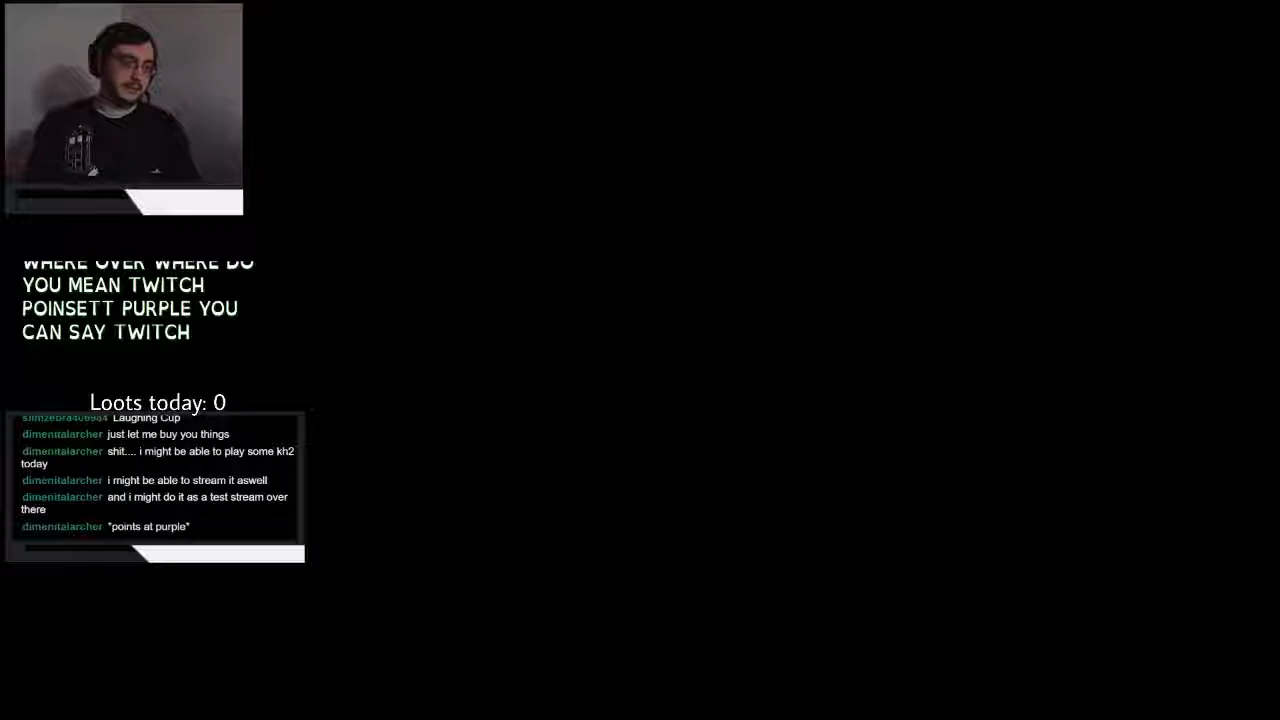 WHERE OVER WHERE DO
YOU MEAN TWITCH
POINSETT PURPLE YOU
CAN SAY TWITCH
Loots today: 0
Laughing Cup
dimenitalarcher just let me buy you things
dimenitalarcher shit.... i might be able to play some kh2
today
dimenitalarcher i might be able to stream it aswell
dimenitalarcher and i might do it as a test stream over
there
dimenitalarcher *points at purple*